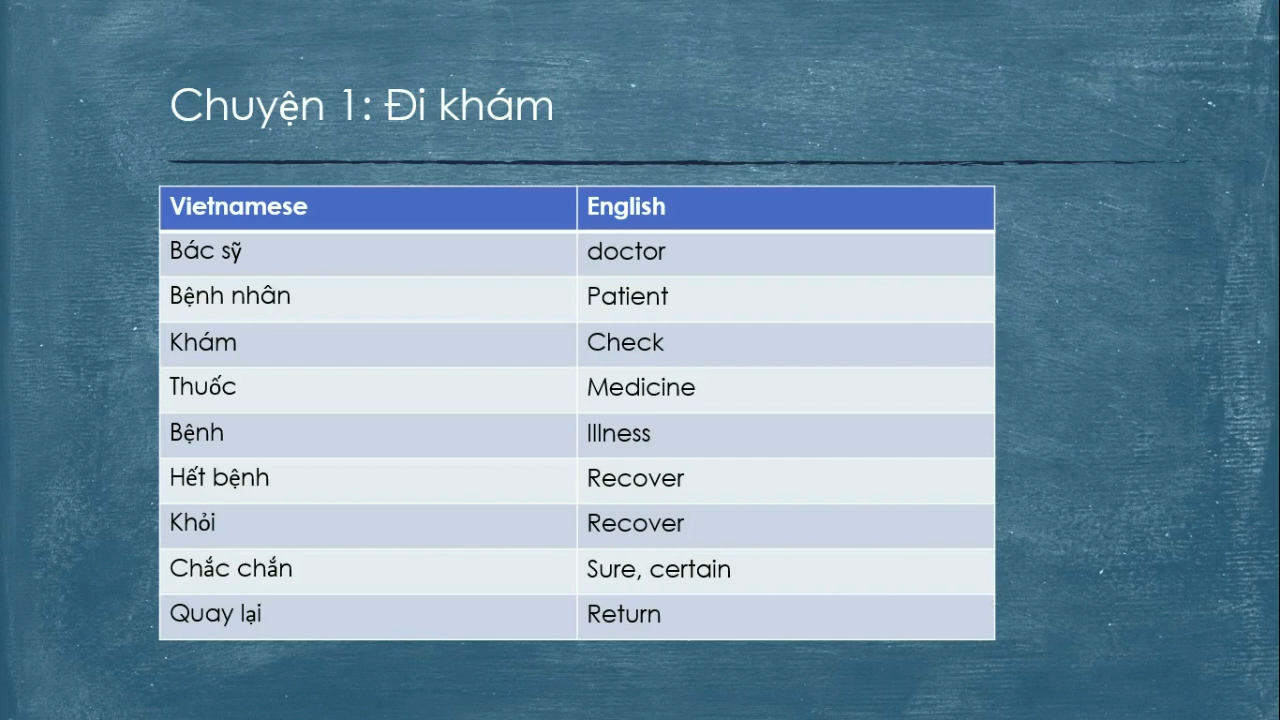 Chuyện 1: Đi khám
Vietnamese English
Bác sỹ doctor
Bệnh nhân Patient
Khám Check
Thuốc Medicine
Bệnh Illness
Hết bệnh Recover
Khỏi Recover
Chắc chắn Sure, certain
Quay lại Return